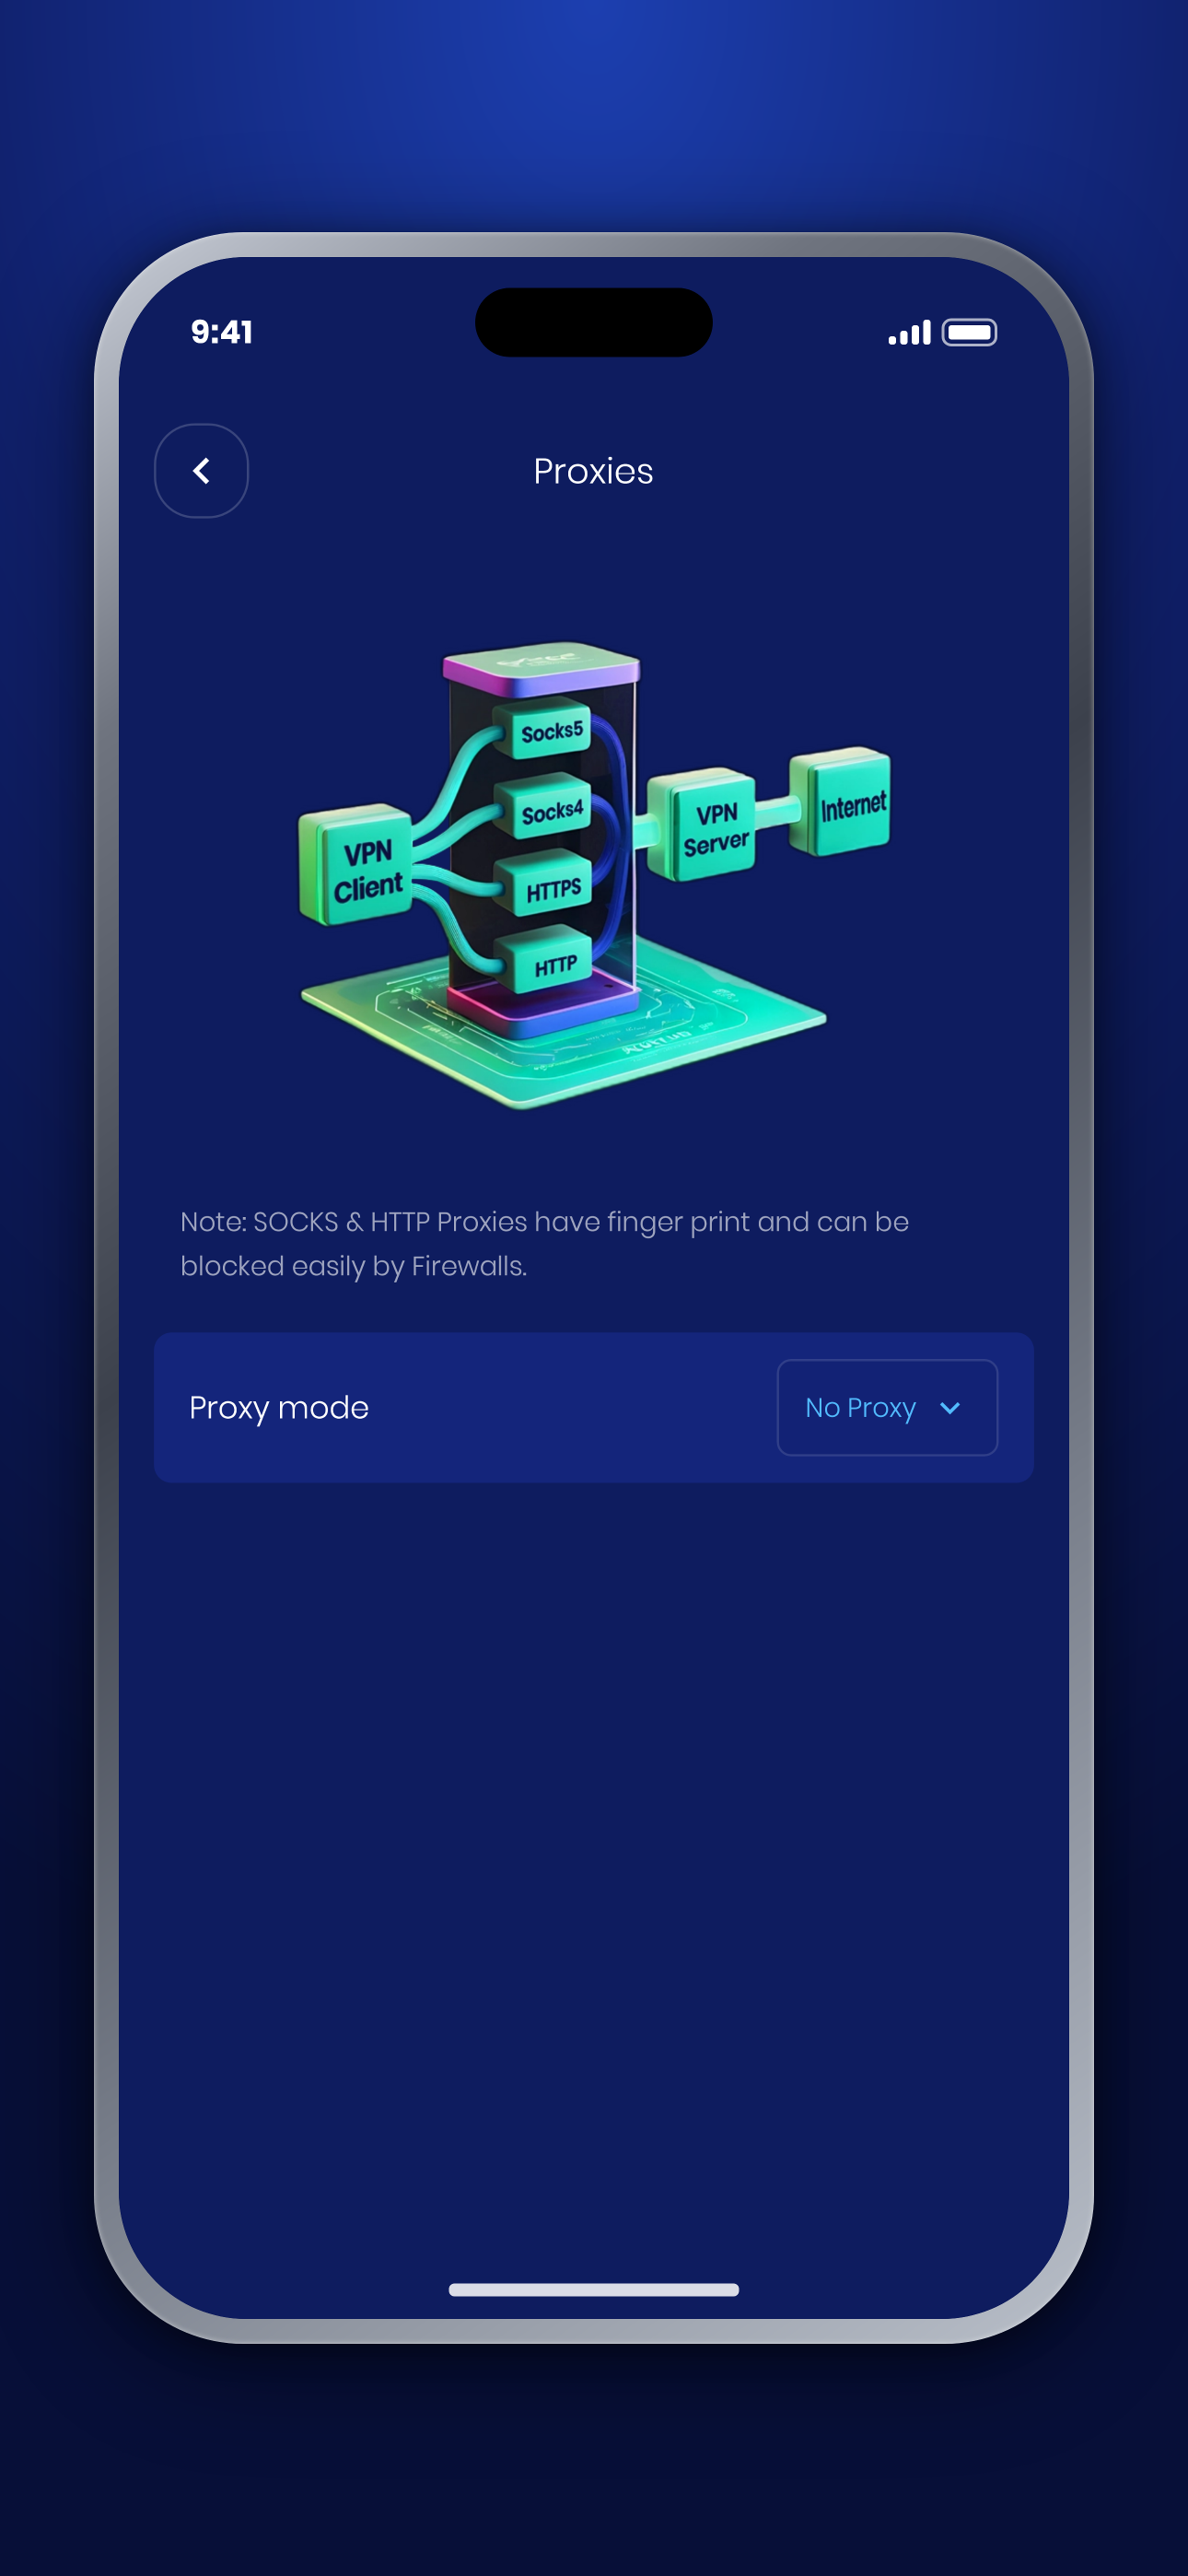 9:41
Proxies
Socks5
Socks4
HTTPS
HTTP
VPN
Client
VPN
Server
Internet
Note: SOCKS & HTTP Proxies have finger print and can be
blocked easily by Firewalls.
Proxy mode
No Proxy